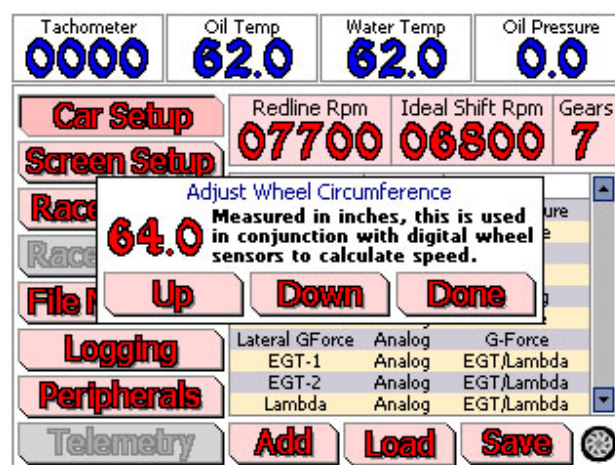 Tachometer Oil Temp Water Temp Oil Pressure
0000 62.0 62.0 0.0
Car Setup
Redline Rpm Ideal Shift Rpm Gears
07700 06800 7
Screen Setup
Adjust Wheel Circumference
64.0 Measured in inches, this is used
in conjunction with digital wheel
sensors to calculate speed.
Up Down Done
Logging
Lateral GForce Analog G-Force
EGT-1 Analog EGT/Lambda
Peripherals
EGT-2 Analog EGT/Lambda
Lambda Analog EGT/Lambda
Telemetry Add Load Save